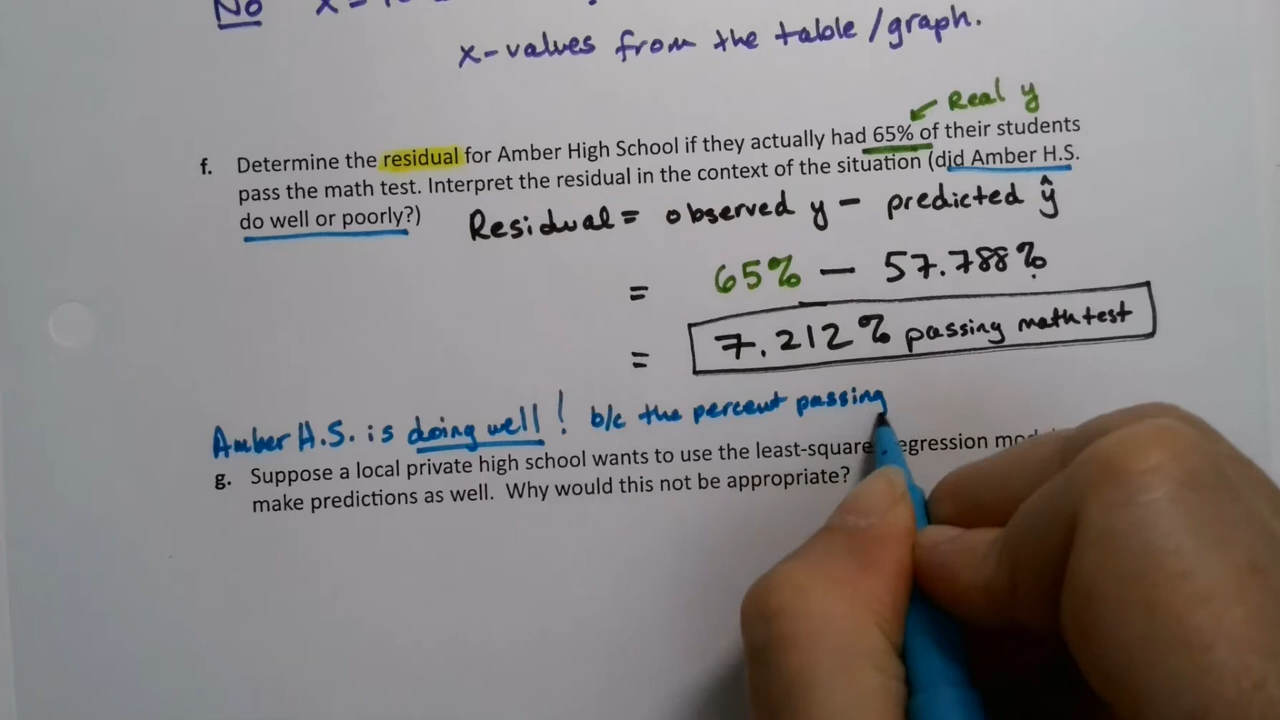 No x=
x-values from the table/graph.
Real y
f. Determine the residual for Amber High School if they actually had 65% of their students
pass the math test. Interpret the residual in the context of the situation (did Amber H.S.
do well or poorly?)
Residual = observed y - predicted ŷ
= 65% - 57.788%
= 7.212% passing math test
Amber H.S. is doing well! b/c the percent passing
g. Suppose a local private high school wants to use the least-square regression
make predictions as well. Why would this not be appropriate?